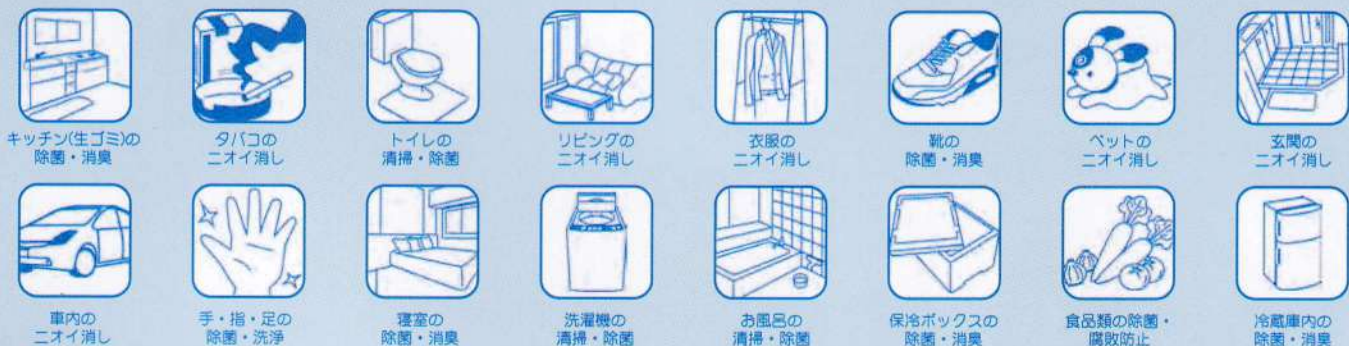 キッチン(生ゴミ)の
除菌・消臭
タバコの
ニオイ消し
トイレの
清掃・除菌
リビングの
ニオイ消し
衣服の
ニオイ消し
靴の
除菌・消臭
ペットの
ニオイ消し
玄関の
ニオイ消し
車内の
ニオイ消し
手・指・足の
除菌・洗浄
寝室の
除菌・消臭
洗濯機の
清掃・除菌
お風呂の
清掃・除菌
保冷ボックスの
除菌・消臭
食品類の除菌・
腐敗防止
冷蔵庫内の
除菌・消臭